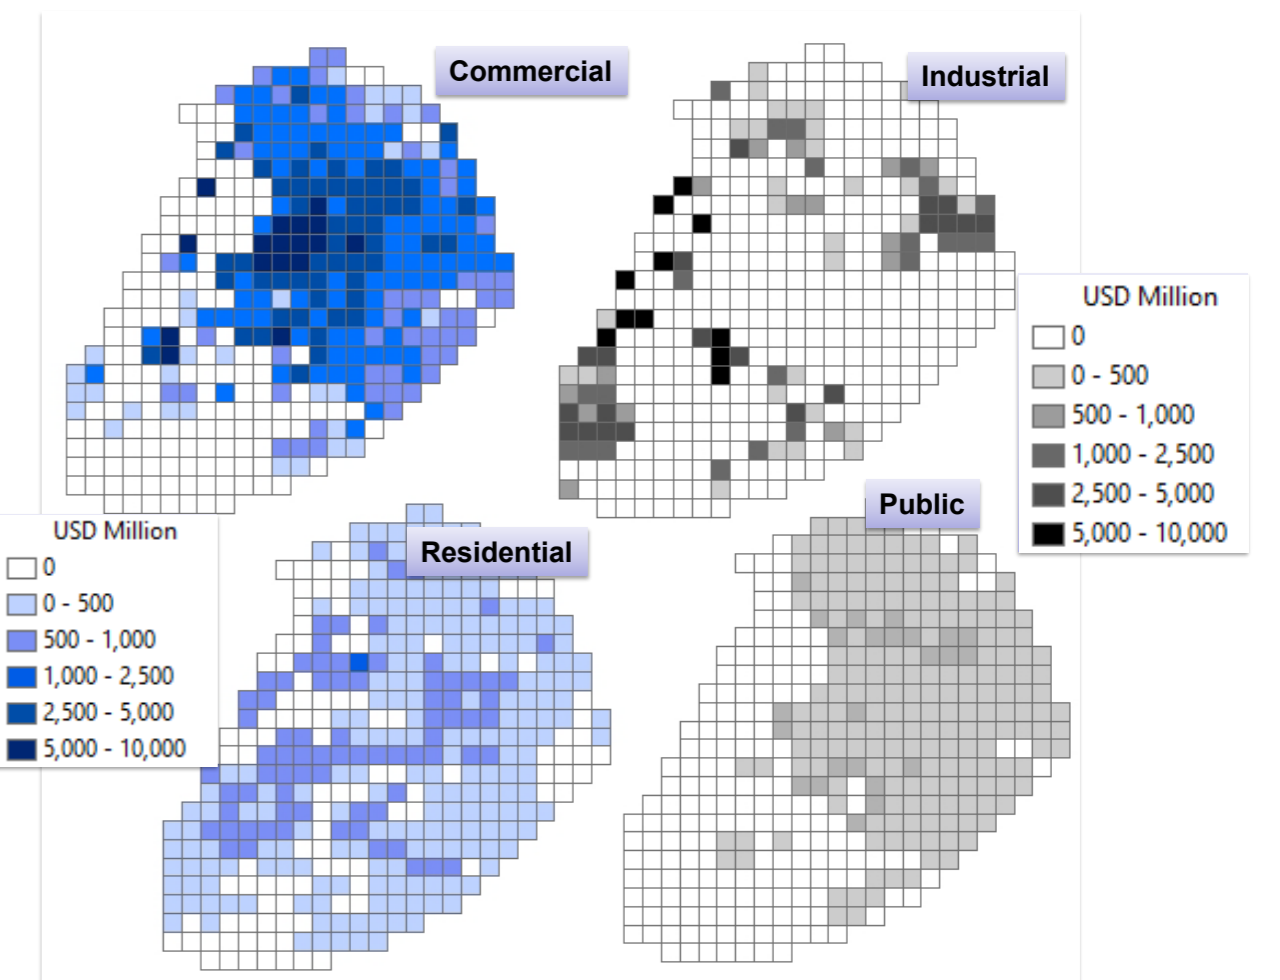 Commercial
Industrial
USD Million
0
0 - 500
500 - 1,000
1,000 - 2,500
2,500 - 5,000
5,000 - 10,000
Public
USD Million
0
0 - 500
500 - 1,000
1,000 - 2,500
2,500 - 5,000
5,000 - 10,000
Residential